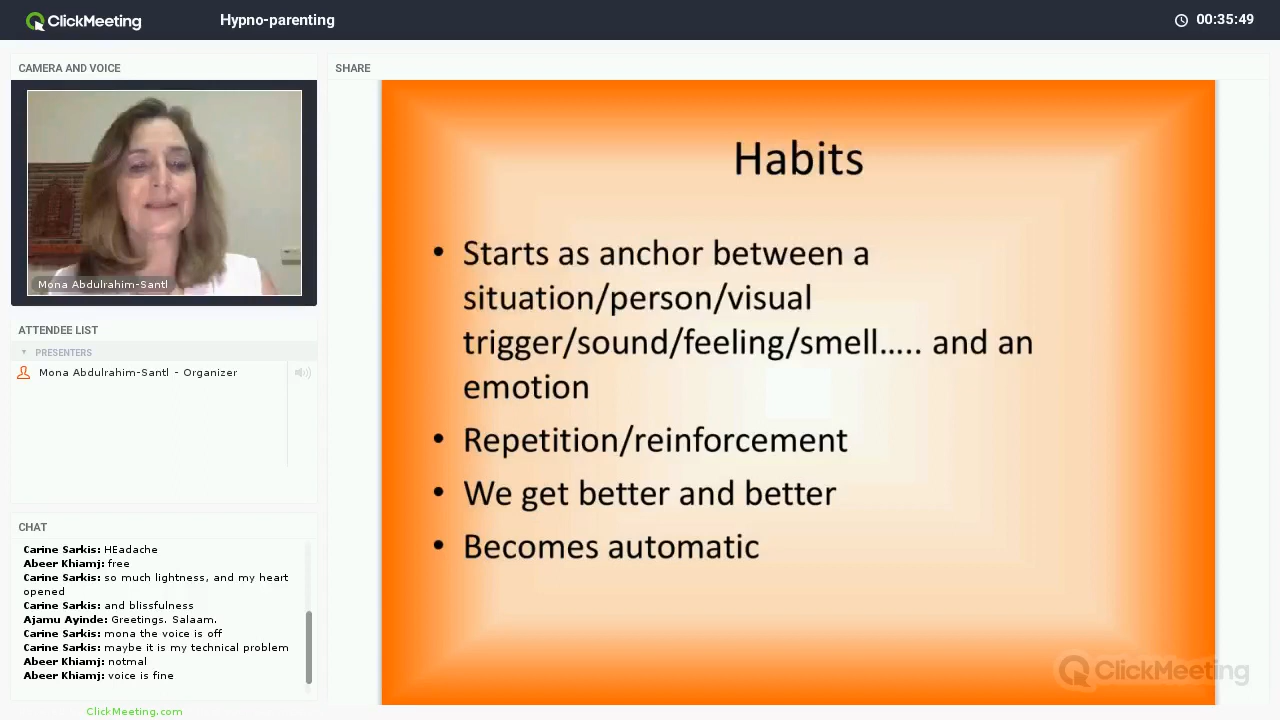 ClickMeeting
Hypno-parenting
00:35:49
CAMERA AND VOICE
Mona Abdulrahim-Santl
ATTENDEE LIST
PRESENTERS
Mona Abdulrahim-Santl - Organizer
CHAT
Carine Sarkis: HEadache
Abeer Khiamj: free
Carine Sarkis: so much lightness, and my heart
opened
Carine Sarkis: and blissfulness
Ajamu Ayinde: Greetings. Salaam.
Carine Sarkis: mona the voice is off
Carine Sarkis: maybe it is my technical problem
Abeer Khiamj: notmal
Abeer Khiamj: voice is fine
ClickMeeting.com
SHARE
Habits
• Starts as anchor between a
situation/person/visual
trigger/sound/feeling/smell….. and an
emotion
• Repetition/reinforcement
• We get better and better
• Becomes automatic
ClickMeeting